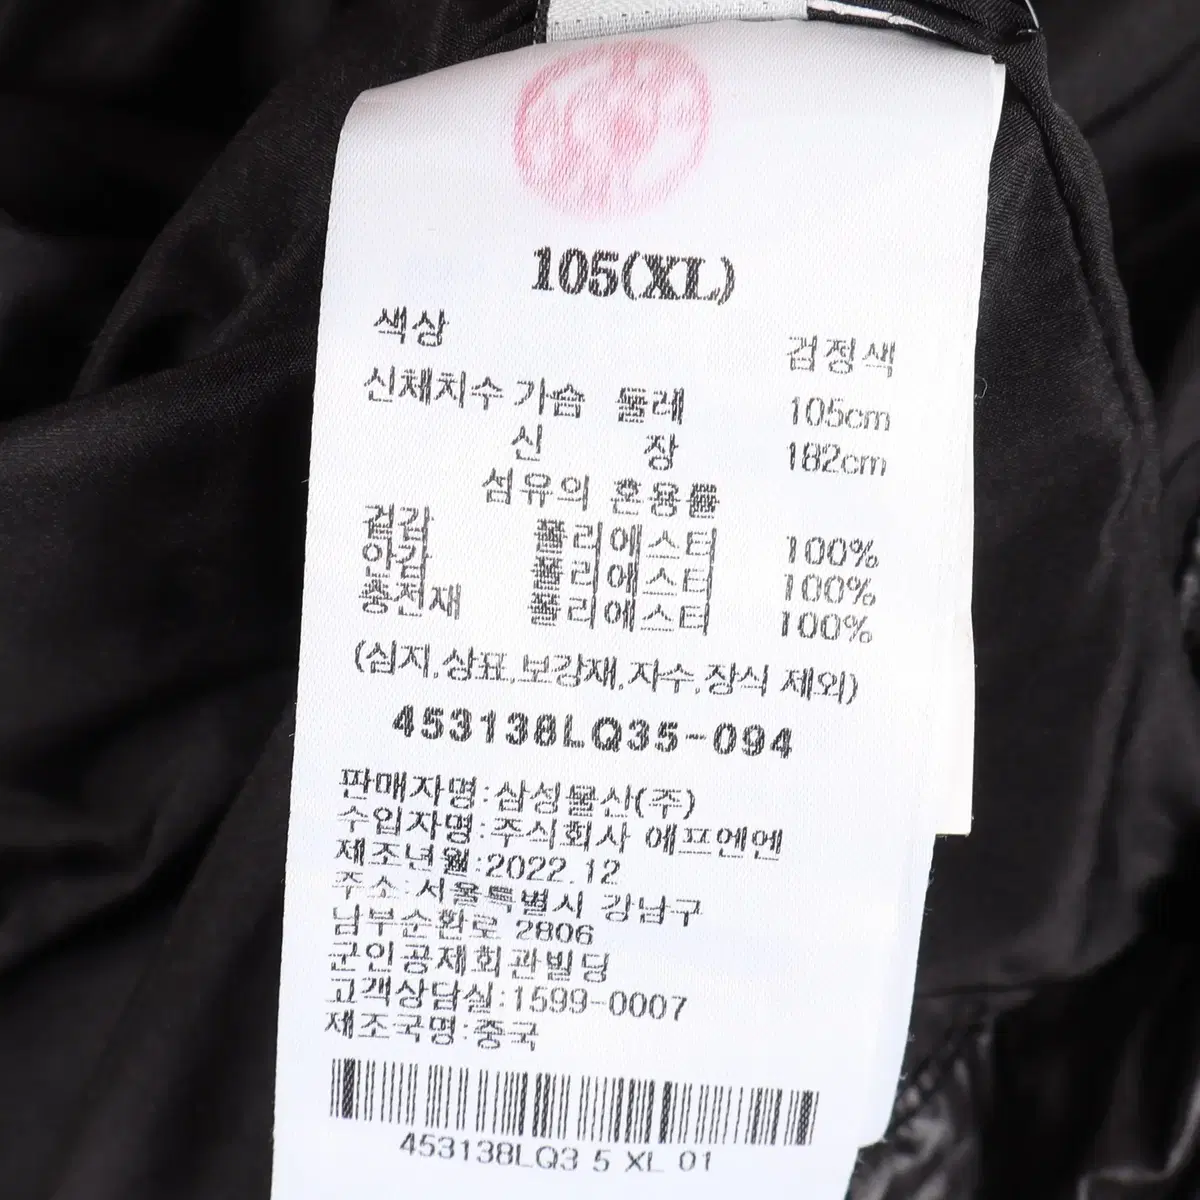 105(XL)
색상 검정색
신체치수 가슴 둘레 105cm
신 장 182cm
섬유의 혼용률
겉감 폴리에스터 100%
안감 폴리에스터 100%
충전재 폴리에스터 100%
(심지,상표,보강재,자수,장식 제외)
453138LQ35-094
판매자명:삼성물산(주)
수입자명:주식회사 에프엔엔
제조년월:2022.12
주소:서울특별시 강남구
남부순환로 2806
군인공제회관빌딩
고객상담실:1599-0007
제조국명:중국
453138LQ3 5 XL 01